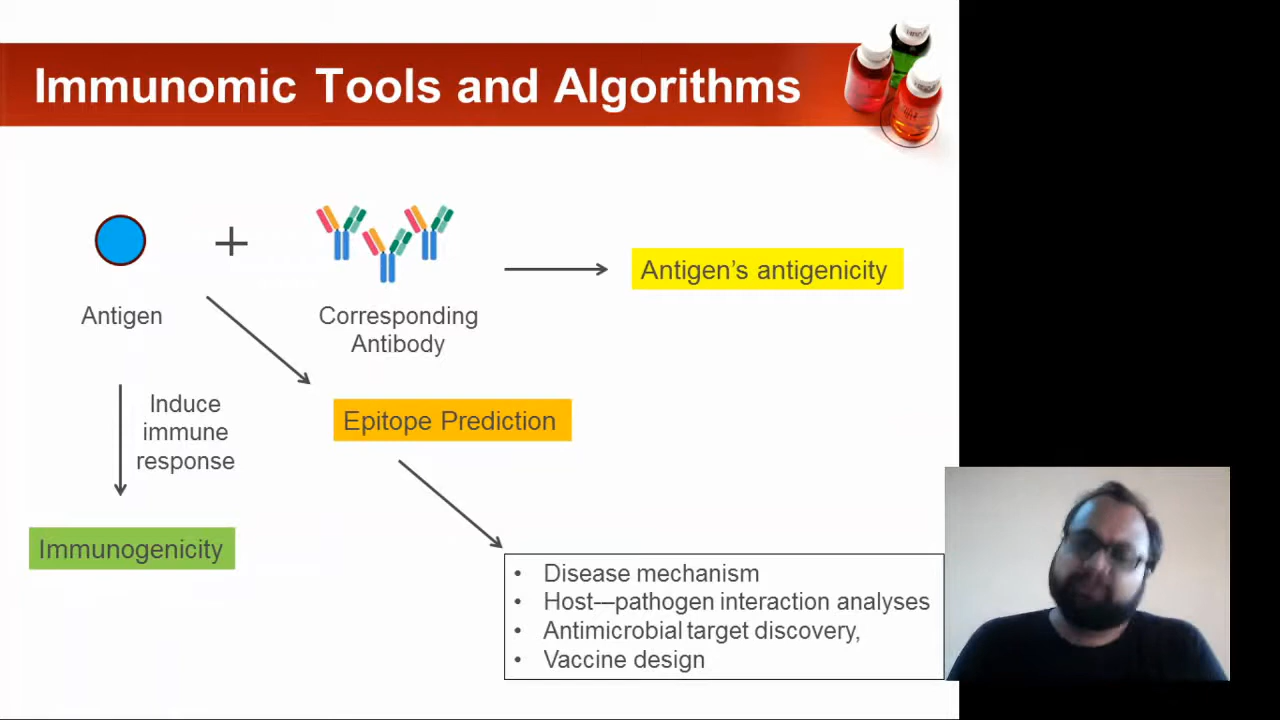 Immunomic Tools and Algorithms
+
Antigen
Corresponding
Antibody
Antigen’s antigenicity
Induce
immune
response
Epitope Prediction
Immunogenicity
• Disease mechanism
• Host-–pathogen interaction analyses
• Antimicrobial target discovery,
• Vaccine design